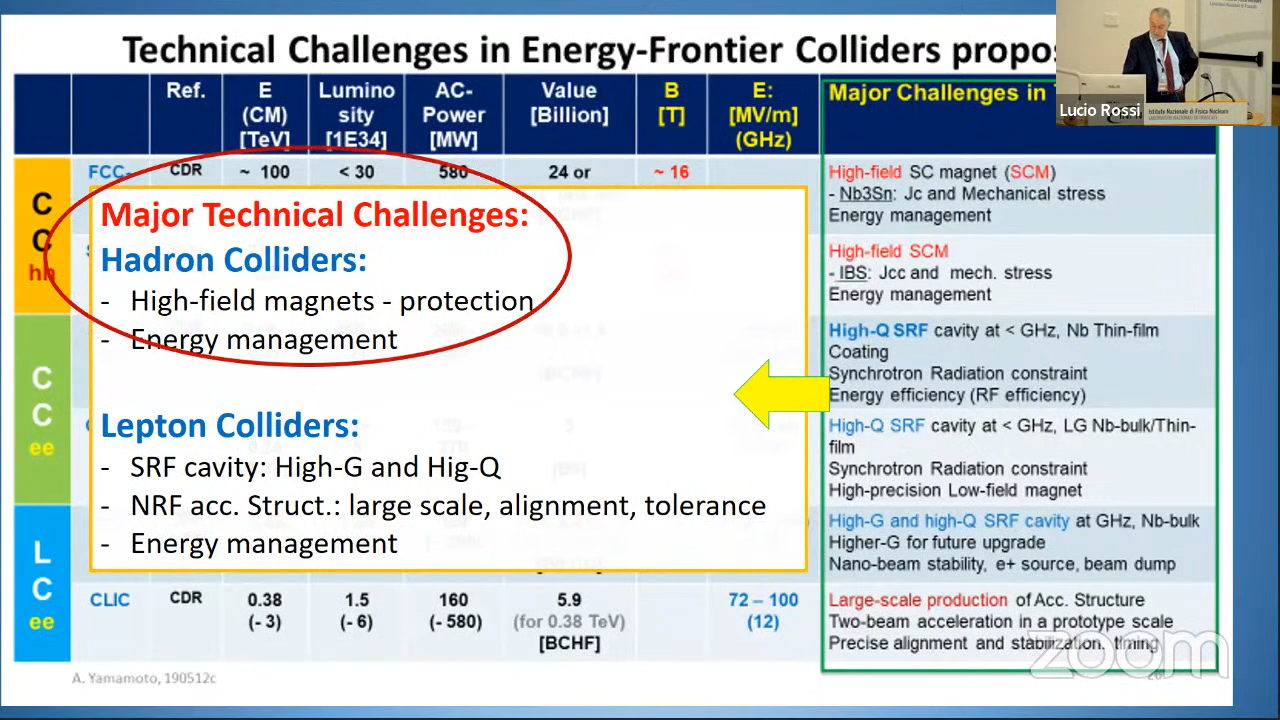 Technical Challenges in Energy-Frontier Colliders propos
Lucio Rossi
Istituto Nazionale di Fisica Nucleare
Ref.
E
(CM)
[TeV]
Lumino
sity
[1E34]
AC-
Power
[MW]
Value
[Billion]
B
[T]
E:
[MV/m]
(GHz)
Major Challenges in
C
C
hh
FCC-
CDR
~ 100
< 30
580
24 or
~ 16
High-field SC magnet (SCM)
- Nb3Sn: Jc and Mechanical stress
Energy management
High-field SCM
- IBS: Jcc and mech. stress
Energy management
Major Technical Challenges:
Hadron Colliders:
- High-field magnets - protection
- Energy management
Lepton Colliders:
- SRF cavity: High-G and Hig-Q
- NRF acc. Struct.: large scale, alignment, tolerance
- Energy management
C
C
ee
High-Q SRF cavity at < GHz, Nb Thin-film
Coating
Synchrotron Radiation constraint
Energy efficiency (RF efficiency)
High-Q SRF cavity at < GHz, LG Nb-bulk/Thin-
film
Synchrotron Radiation constraint
High-precision Low-field magnet
L
C
ee
High-G and high-Q SRF cavity at GHz, Nb-bulk
Higher-G for future upgrade
Nano-beam stability, e+ source, beam dump
CLIC
CDR
0.38
(- 3)
1.5
(- 6)
160
(- 580)
5.9
(for 0.38 TeV)
[BCHF]
72 – 100
(12)
Large-scale production of Acc. Structure
Two-beam acceleration in a prototype scale
Precise alignment and stabilization. timing
A. Yamamoto, 190512c
zoom